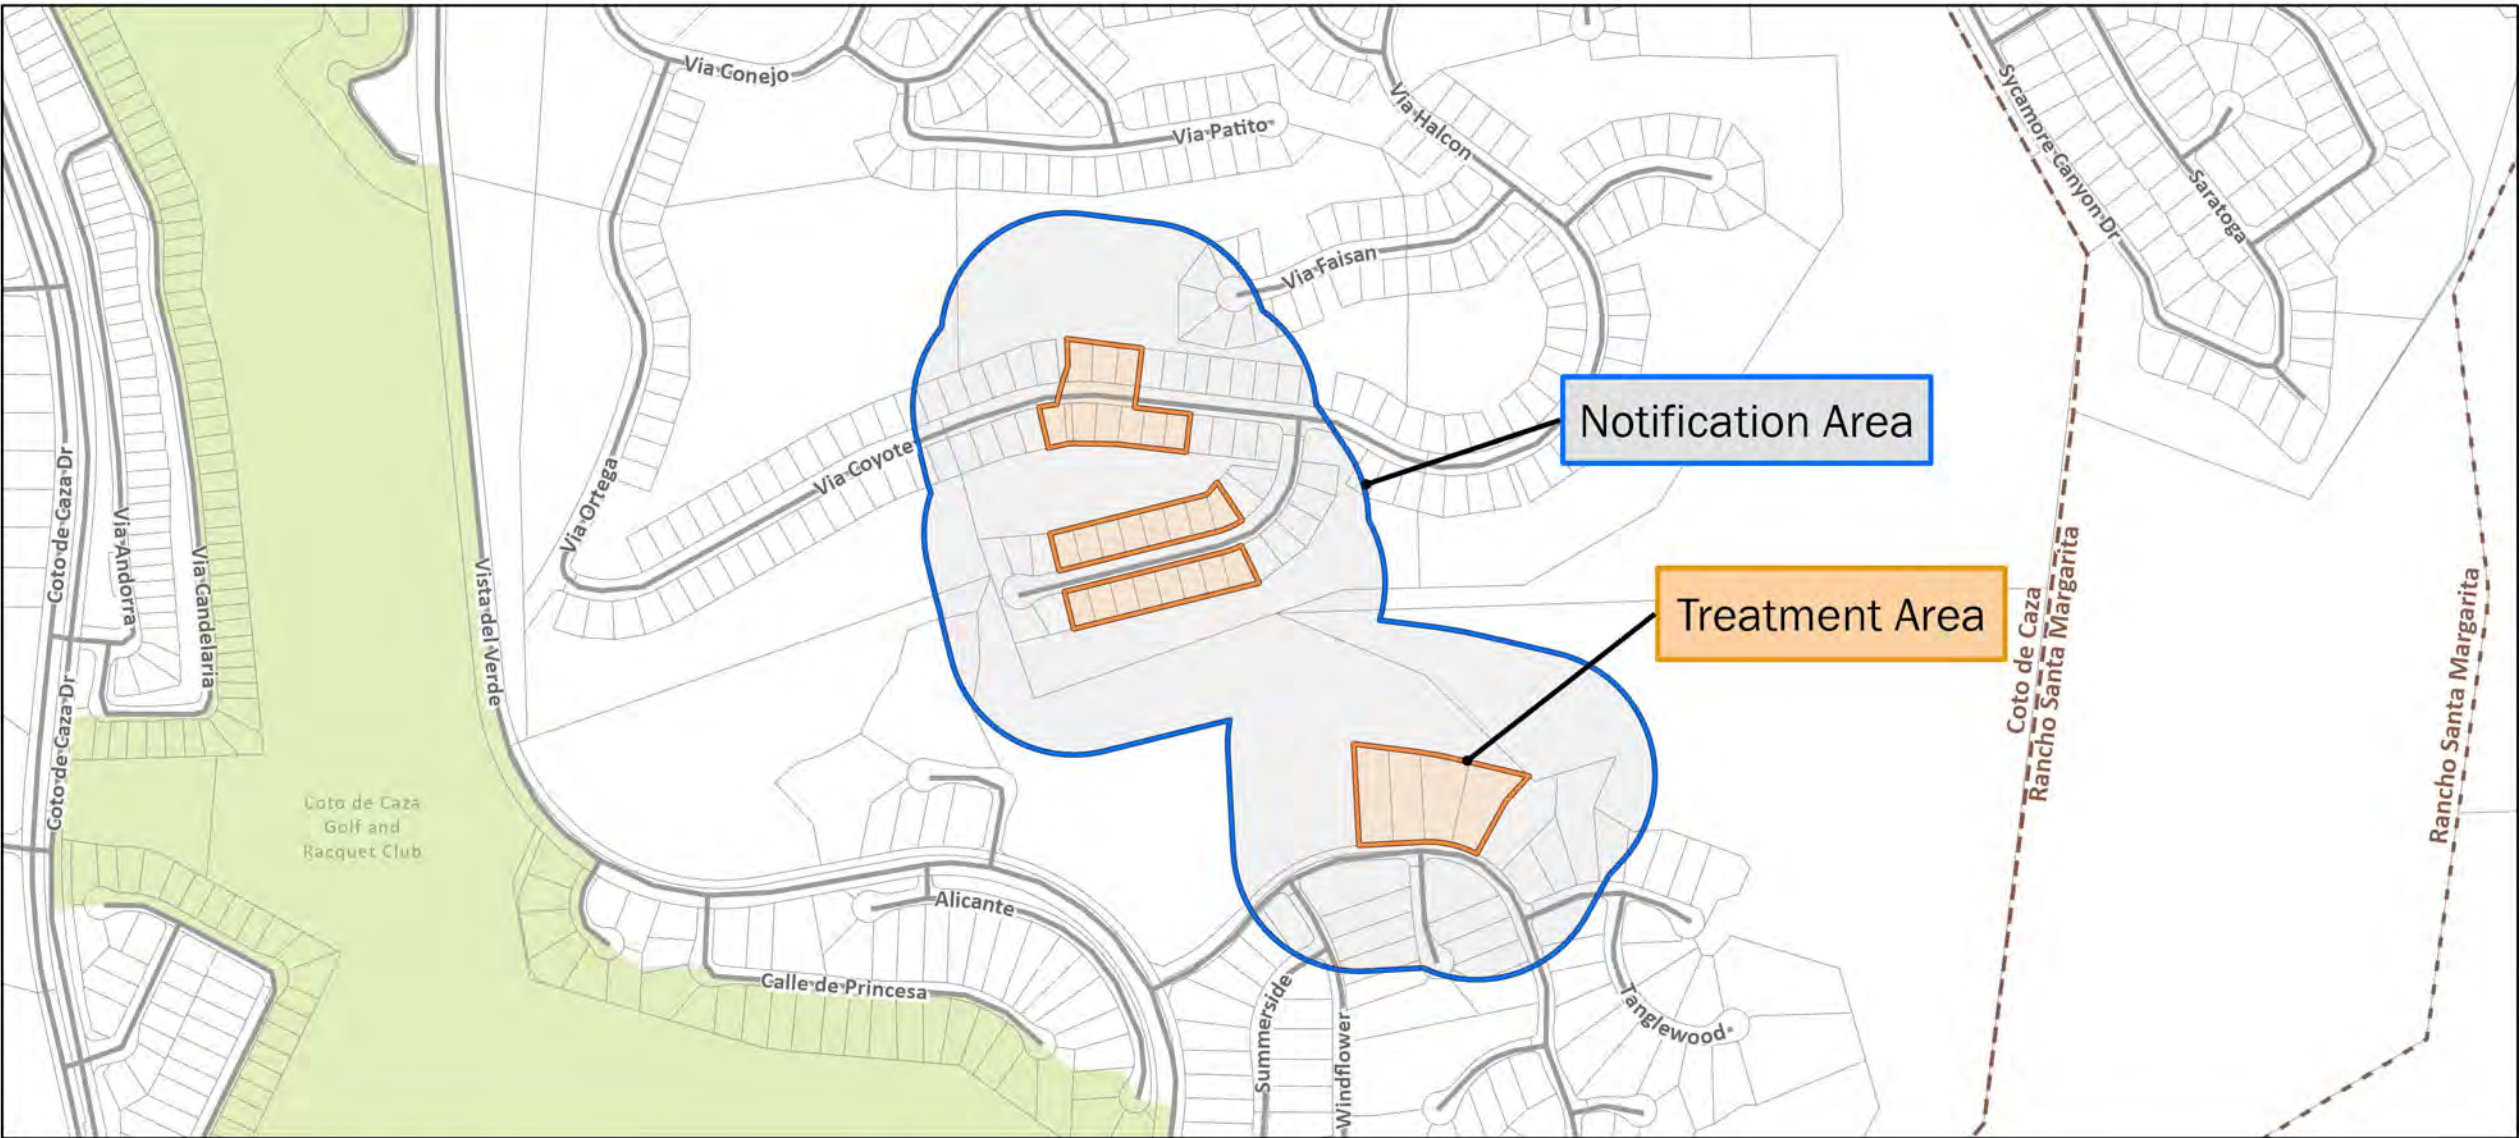 Via Conejo
Via Patito
Via Halcon
Sycamore Canyon Dr
Saratoga
Via Faisan
Notification Area
Via Coyote
Via Ortega
Coto de Caza Dr
Via Andorra
Via Candelaria
Vista del Verde
Treatment Area
Coto de Caza
Rancho Santa Margarita
Rancho Santa Margarita
Coto de Caza Dr
Coto de Caza
Golf and
Racquet Club
Alicante
Calle de Princesa
Summerside
Windflower
Tanglewood